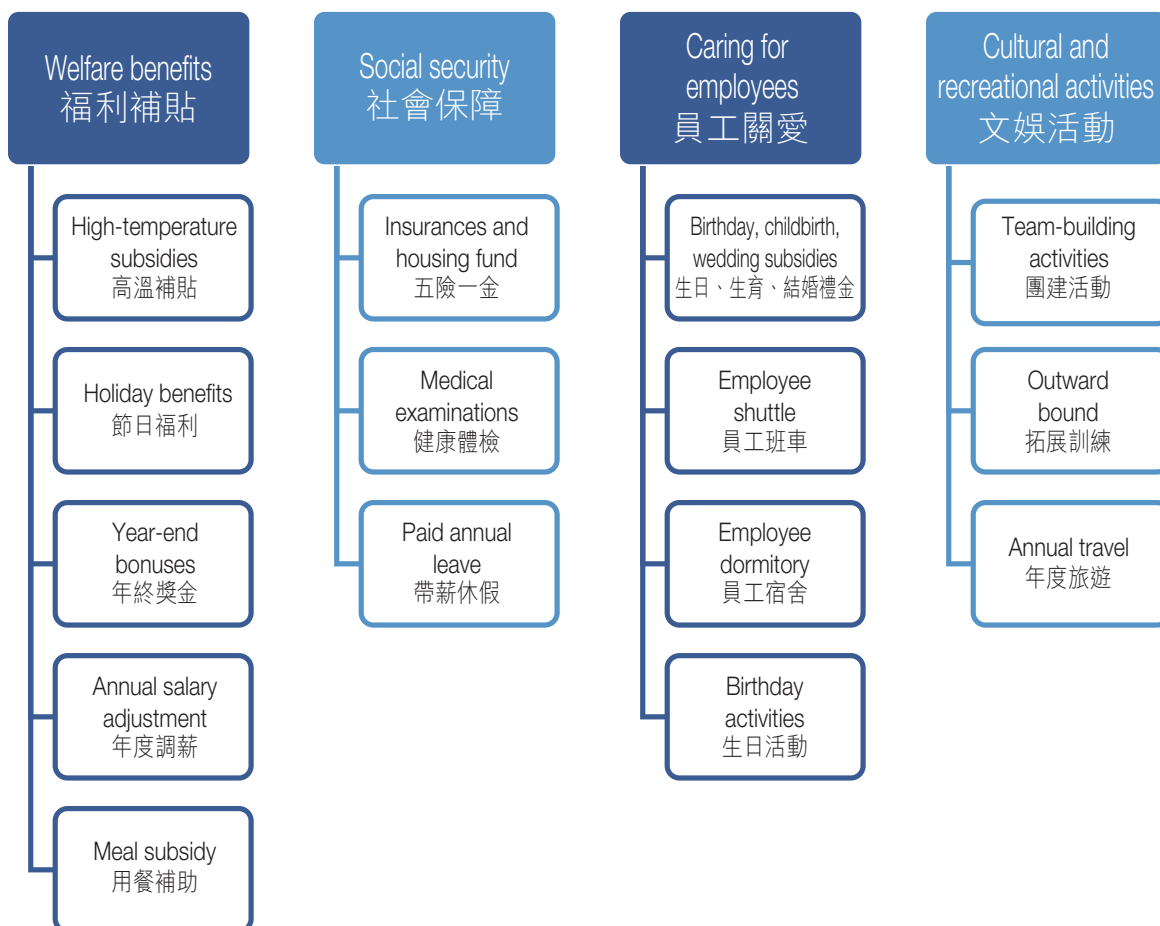 Welfare benefits
福利補貼
High-temperature
subsidies
高溫補貼
Holiday benefits
節日福利
Year-end
bonuses
年終獎金
Annual salary
adjustment
年度調薪
Meal subsidy
用餐補助
Social security
社會保障
Insurances and
housing fund
五險一金
Medical
examinations
健康體檢
Paid annual
leave
帶薪休假
Caring for
employees
員工關愛
Birthday, childbirth,
wedding subsidies
生日、生育、結婚禮金
Employee
shuttle
員工班車
Employee
dormitory
員工宿舍
Birthday
activities
生日活動
Cultural and
recreational activities
文娛活動
Team-building
activities
團建活動
Outward
bound
拓展訓練
Annual travel
年度旅遊